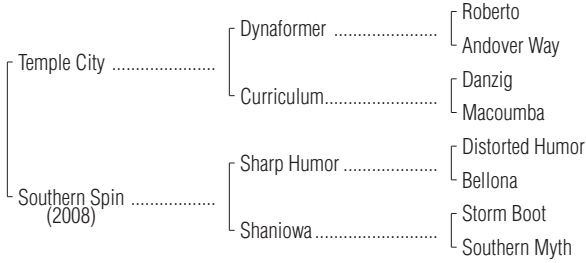 Roberto
Dynaformer ........................
Andover Way
Temple City ........................
Danzig
Curriculum..........................
Macoumba
Distorted Humor
Sharp Humor ......................
Bellona
Southern Spin ...................
(2008)
Storm Boot
Shaniowa............................
Southern Myth